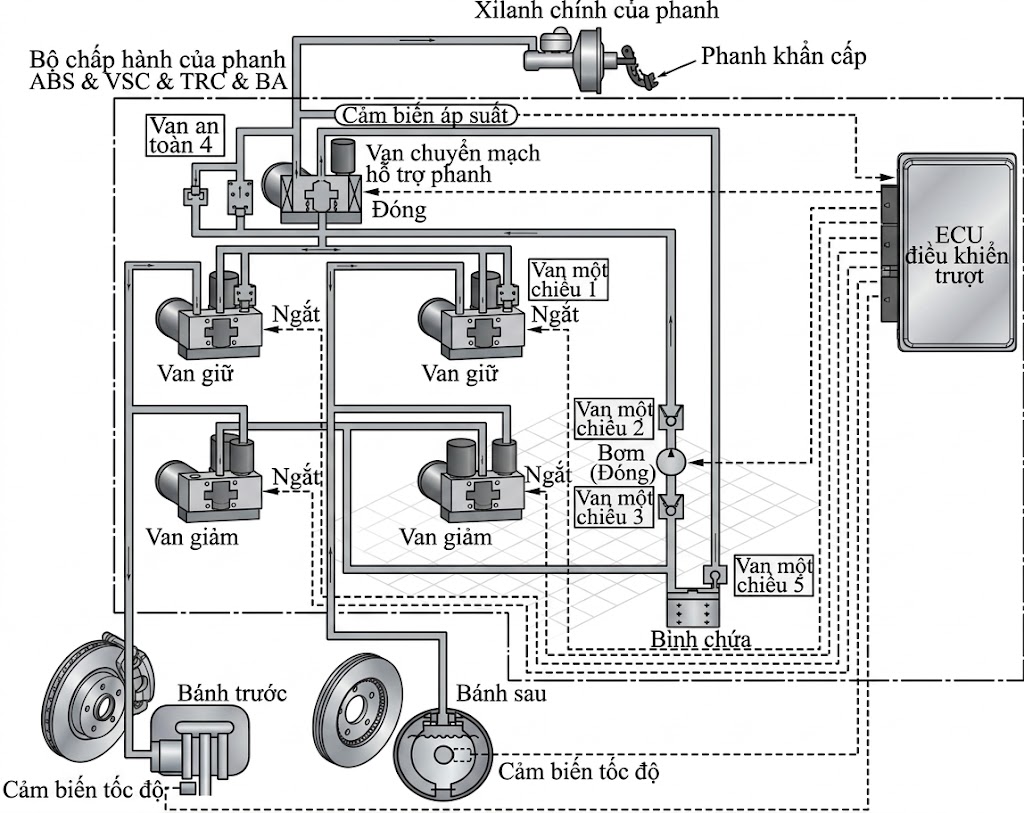 Xilanh chính của phanh
Bộ chấp hành của phanh
ABS & VSC & TRC & BA
Phanh khẩn cấp
Cảm biến áp suất
Van an
toàn 4
Van chuyển mạch
hỗ trợ phanh
Đóng
ECU
điều khiển
trượt
Van một
chiều 1
Ngắt
Ngắt
Van giữ
Van giữ
Van một
chiều 2
Bơm
(Đóng)
Ngắt
Ngắt
Van một
chiều 3
Van giảm
Van giảm
Van một
chiều 5
Bình chứa
Bánh trước
Bánh sau
Cảm biến tốc độ
Cảm biến tốc độ